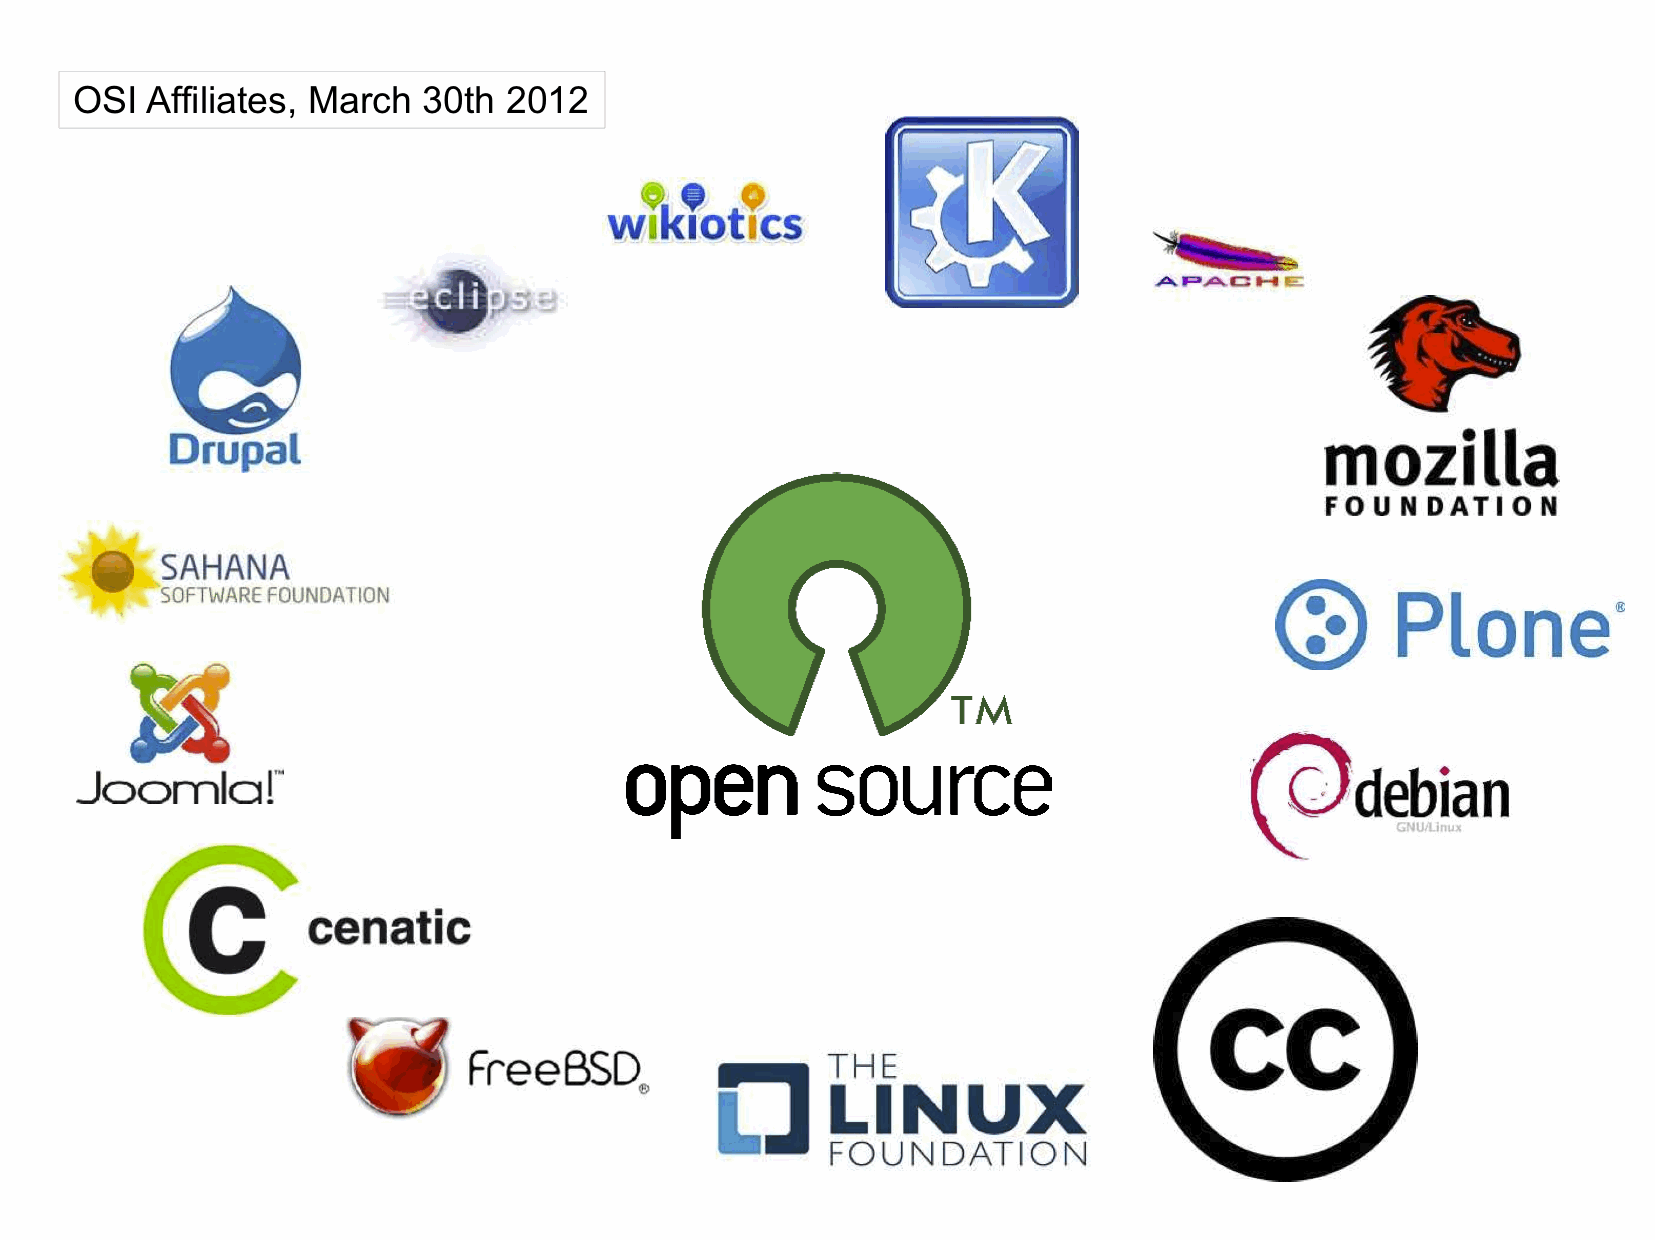 OSI Affiliates, March 30th 2012
wikiotics
K
APACHE
eclipse
Drupal
mozilla
FOUNDATION
SAHANA
SOFTWARE FOUNDATION
Plone®
Joomla!™
TM
open source
debian
GNU/Linux
C
cenatic
CC
FreeBSD®
THE
LINUX
FOUNDATION